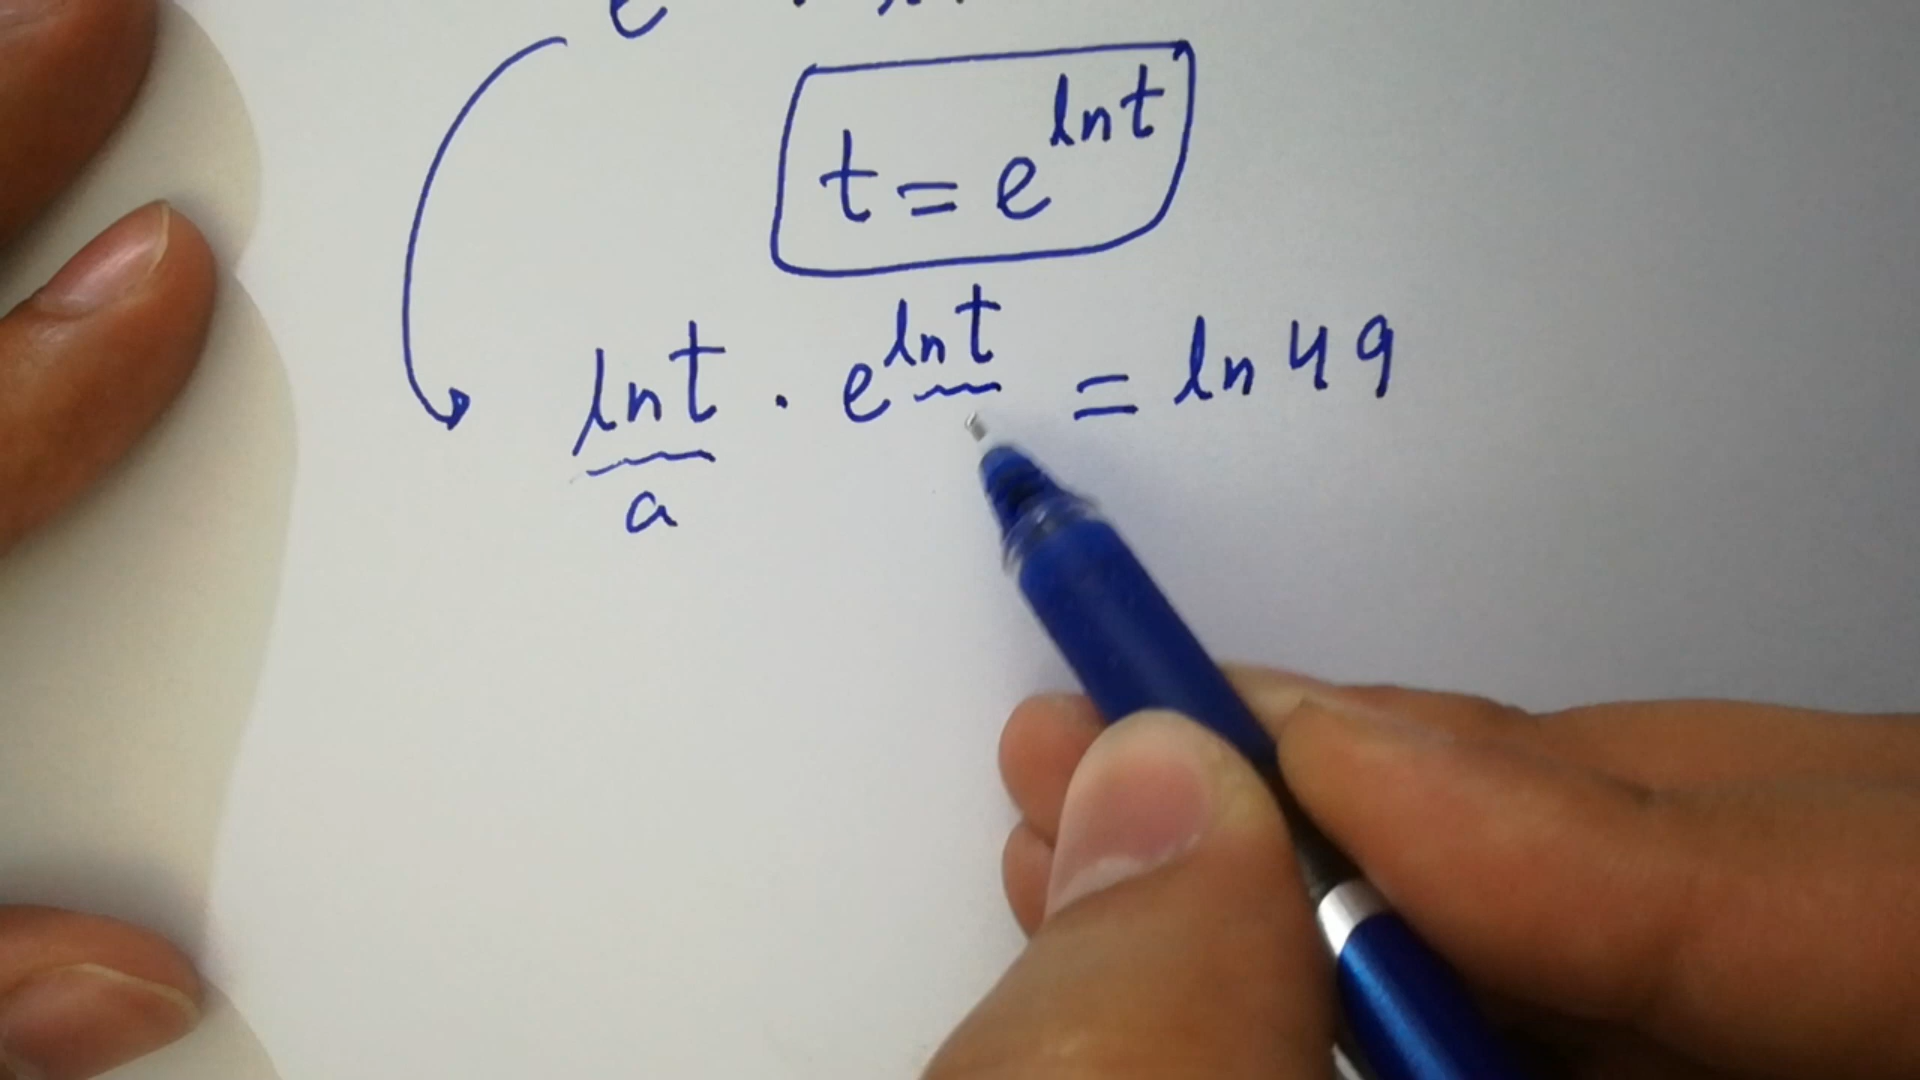 t = e^{ln t}
ln t · e^{ln t} = ln 49
a